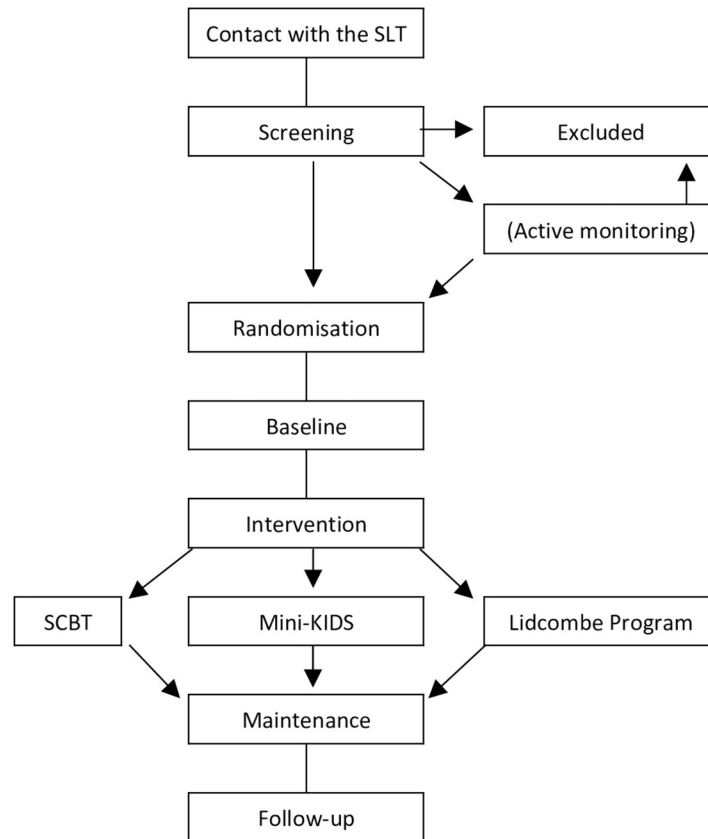 Contact with the SLT
Screening
Excluded
(Active monitoring)
Randomisation
Baseline
Intervention
SCBT
Mini-KIDS
Lidcombe Program
Maintenance
Follow-up